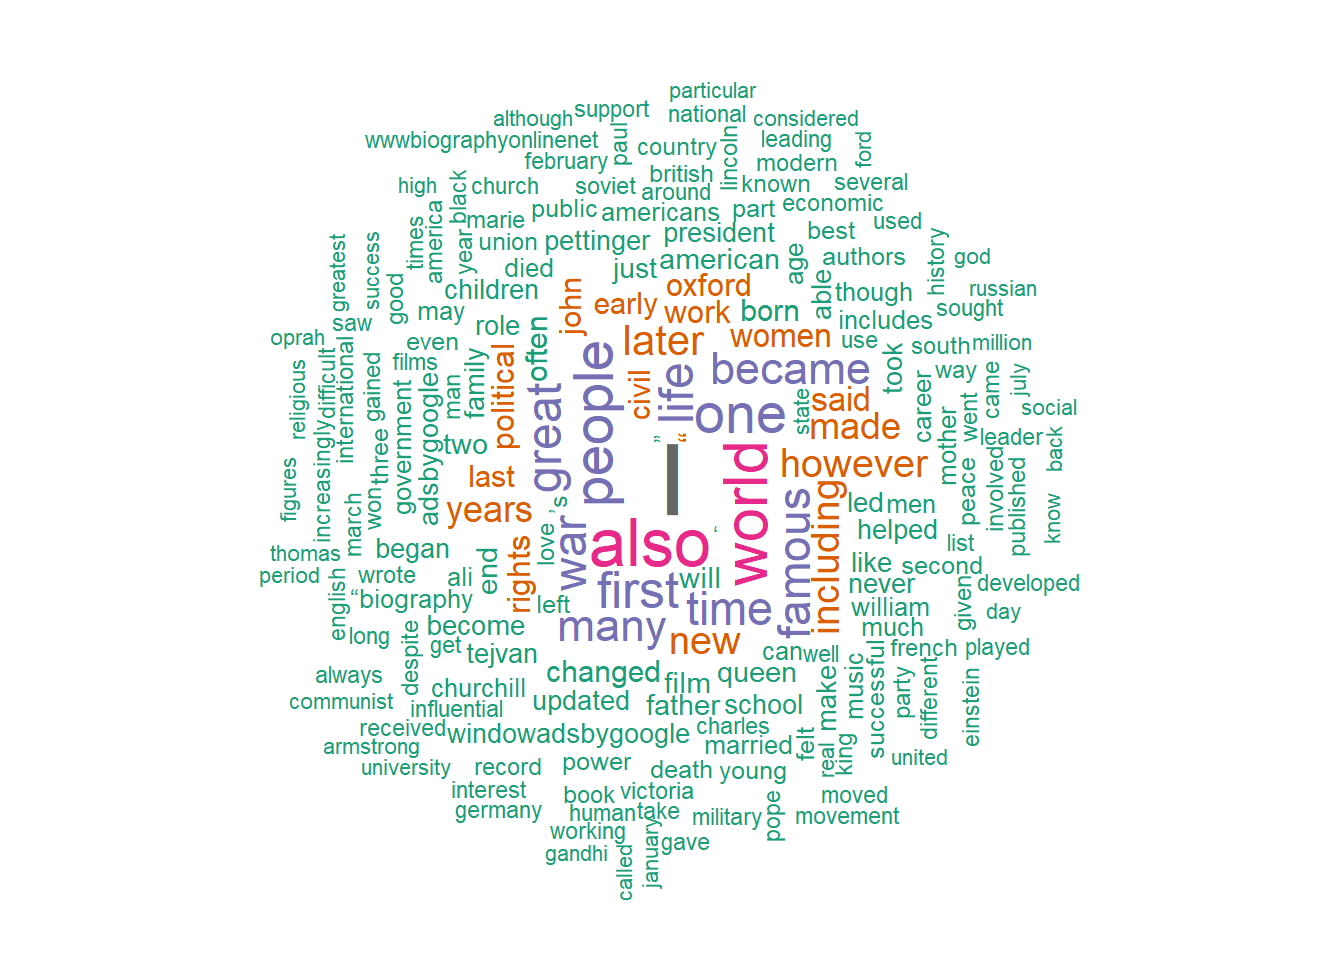 particular
although support national considered
wwwbiographyonlinenet paul country lincoln leading ford
february british modern
high church soviet around known several
black marie public americans part economic
times america year union pettinger president best used
greatest success died just american age authors history god
good children john early oxford able though russian
may role often work born includes sought
oprah saw even later women use south million
films people life became took way
religious difficult international gained man family political great civil one state said career came july
government adsbygoogle two made mother went social
three ” “ leader back
figures increasingly won last — world however peace
march years ’s ‘ famous including led men involved published know
thomas began love war also helped list
period wrote ali end rights first will like second
never developed
english “biography left time william given day
long despite become many new much
get tejvan can well french played
always changed film queen make music successful party different einstein
communist churchill updated father school
influential
received windowadsbygoogle charles felt
armstrong married real king united
university record power death young
interest book victoria moved
germany human take military pope movement
working
gandhi called january gave